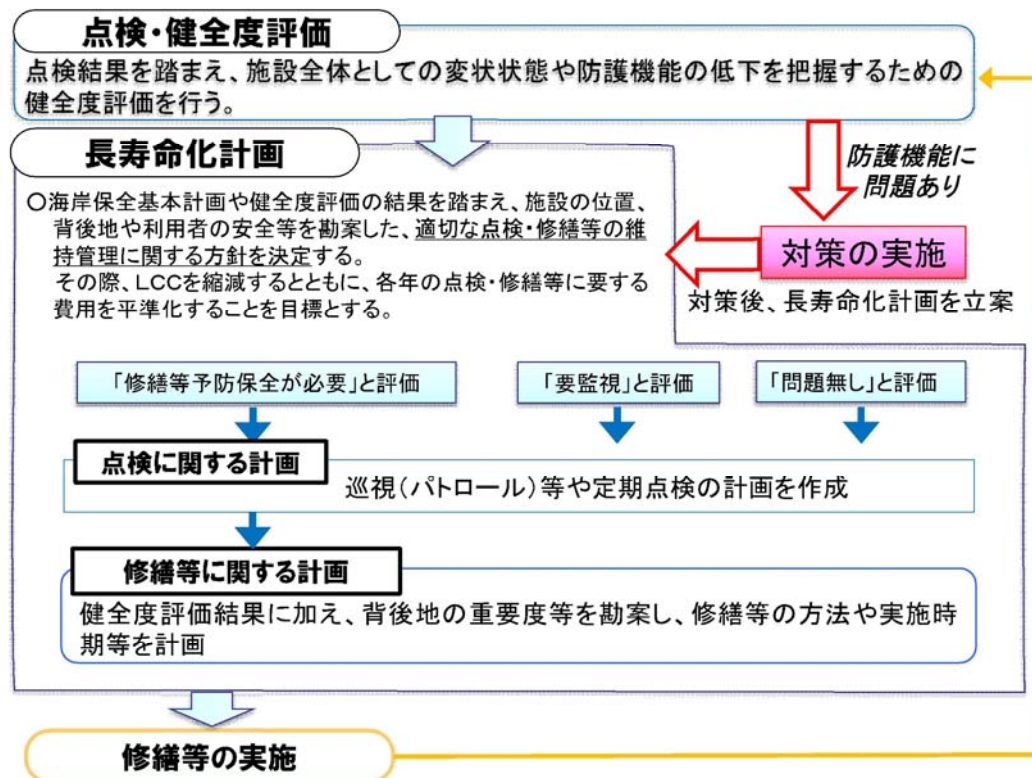 点検・健全度評価
点検結果を踏まえ、施設全体としての変状状態や防護機能の低下を把握するための
健全度評価を行う。
長寿命化計画
防護機能に
問題あり
○海岸保全基本計画や健全度評価の結果を踏まえ、施設の位置、
背後地や利用者の安全等を勘案した、適切な点検・修繕等の維
持管理に関する方針を決定する。
その際、LCCを縮減するとともに、各年の点検・修繕等に要する
費用を平準化することを目標とする。
対策の実施
対策後、長寿命化計画を立案
「修繕等予防保全が必要」と評価
「要監視」と評価
「問題無し」と評価
点検に関する計画
巡視(パトロール)等や定期点検の計画を作成
修繕等に関する計画
健全度評価結果に加え、背後地の重要度等を勘案し、修繕等の方法や実施時
期等を計画
修繕等の実施